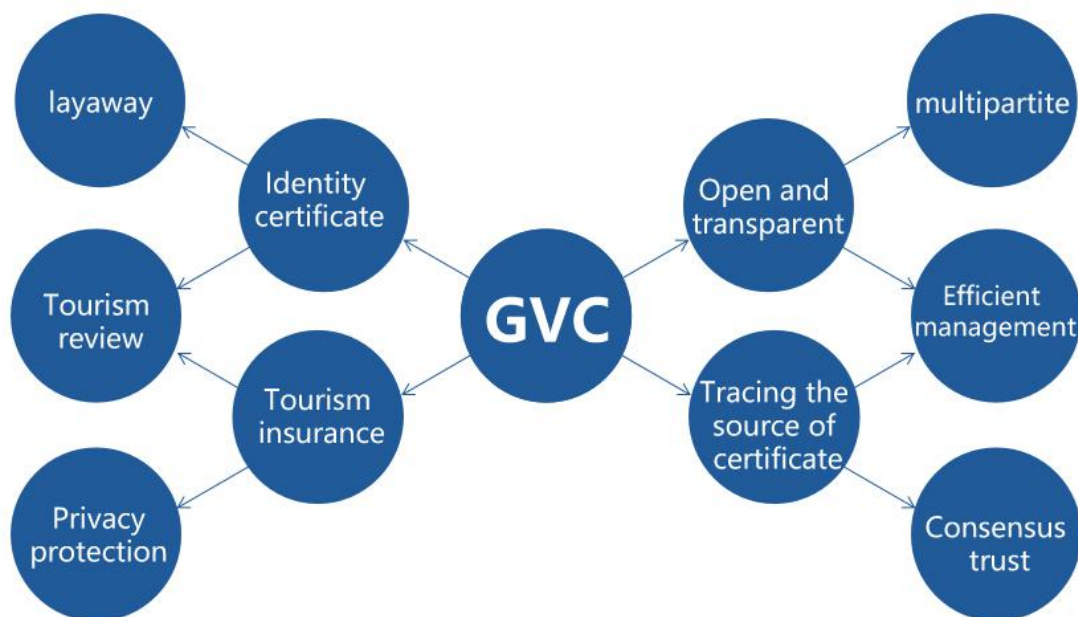 layaway
Identity
certificate
Tourism
review
Tourism
insurance
Privacy
protection
GVC
Open and
transparent
multipartite
Efficient
management
Tracing the
source of
certificate
Consensus
trust